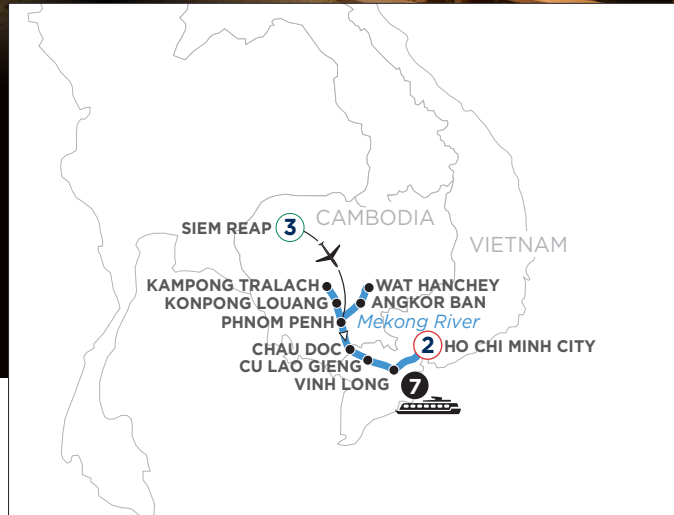 CAMBODIA
SIEM REAP 3
VIETNAM
KAMPONG TRALACH
WAT HANCHEY
KONPONG LOUANG
ANGKOR BAN
PHNOM PENH
Mekong River
CHAU DOC
2 HO CHI MINH CITY
CU LAO GIENG
VINH LONG
7